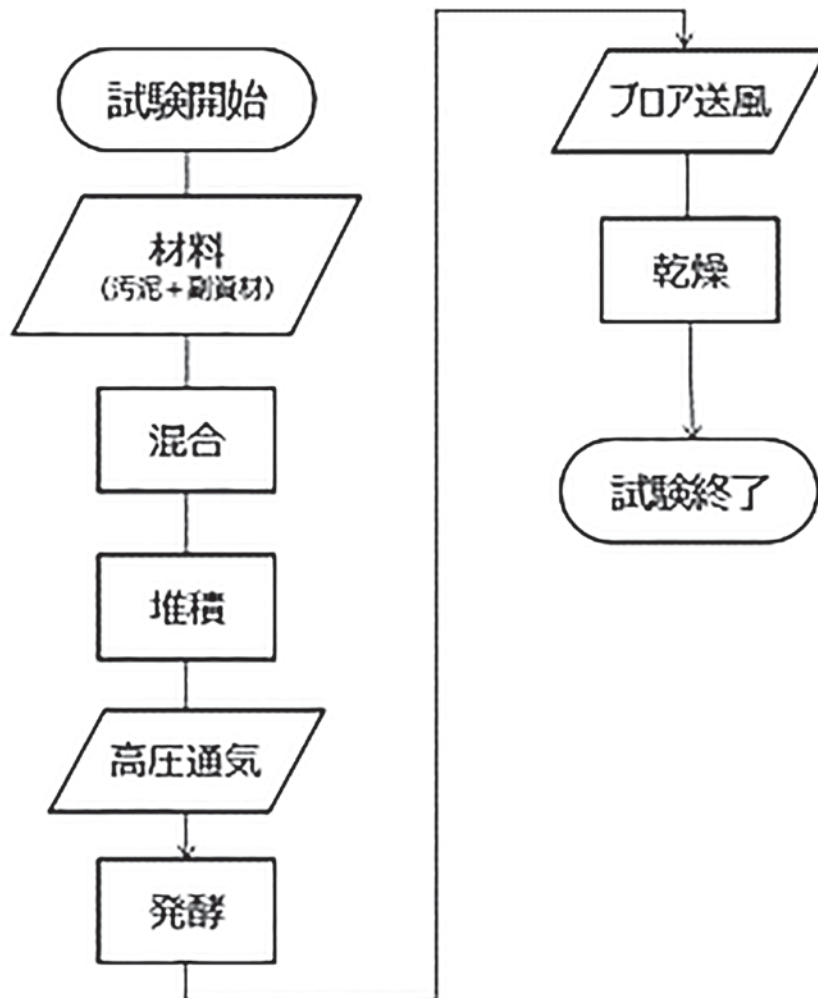 試験開始
材料
（汚泥＋副資材）
混合
堆積
高圧通気
発酵
ブロア送風
乾燥
試験終了